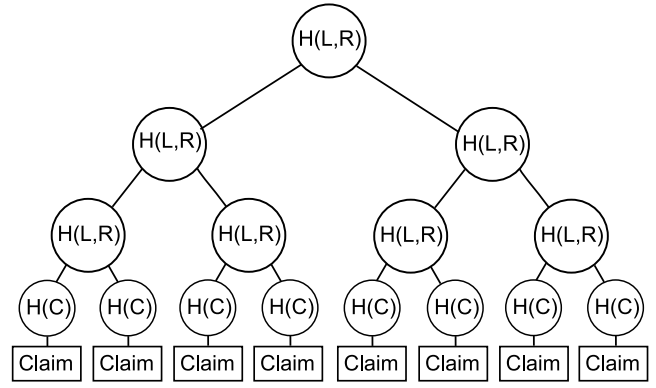 H(L,R)
H(L,R) H(L,R)
H(L,R) H(L,R) H(L,R) H(L,R)
H(C) H(C) H(C) H(C) H(C) H(C) H(C) H(C)
Claim Claim Claim Claim Claim Claim Claim Claim